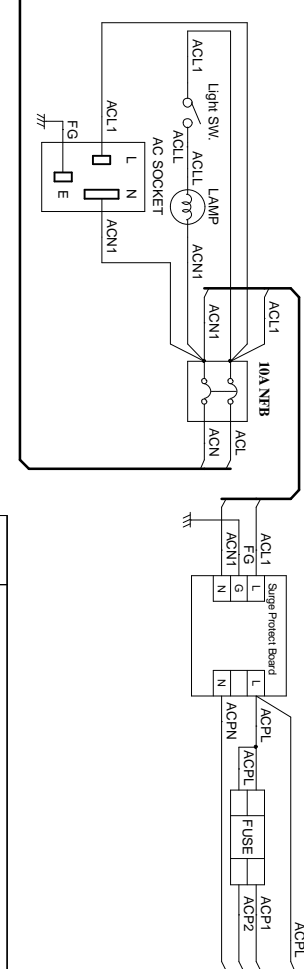 ACL1
Light SW.
ACLL
ACLL
LAMP
ACN1
AC SOCKET
ACL1
L
N
E
FG
ACN1
ACL1
ACN1
10A NFB
ACL
ACN
ACL1
FG
ACN1
Surge Protect Board
L
G
N
L
N
ACPL
ACPN
ACPL
FUSE
ACP1
ACP2
ACPL